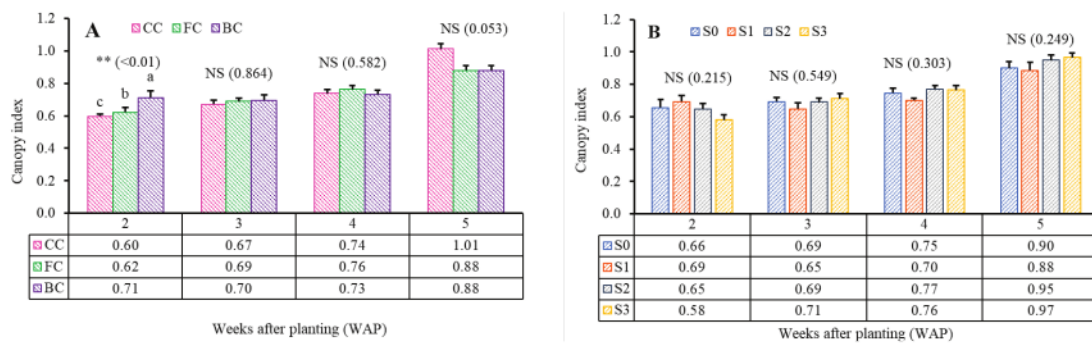 A
CC FC BC
Canopy index
1.2
1.0
0.8
0.6
0.4
0.2
0.0
** (<0.01)
c b a
NS (0.864)
NS (0.582)
NS (0.053)
2 3 4 5
CC 0.60 0.67 0.74 1.01
FC 0.62 0.69 0.76 0.88
BC 0.71 0.70 0.73 0.88
Weeks after planting (WAP)
B
S0 S1 S2 S3
Canopy index
1.2
1.0
0.8
0.6
0.4
0.2
0.0
NS (0.215)
NS (0.549)
NS (0.303)
NS (0.249)
2 3 4 5
S0 0.66 0.69 0.75 0.90
S1 0.69 0.65 0.70 0.88
S2 0.65 0.69 0.77 0.95
S3 0.58 0.71 0.76 0.97
Weeks after planting (WAP)